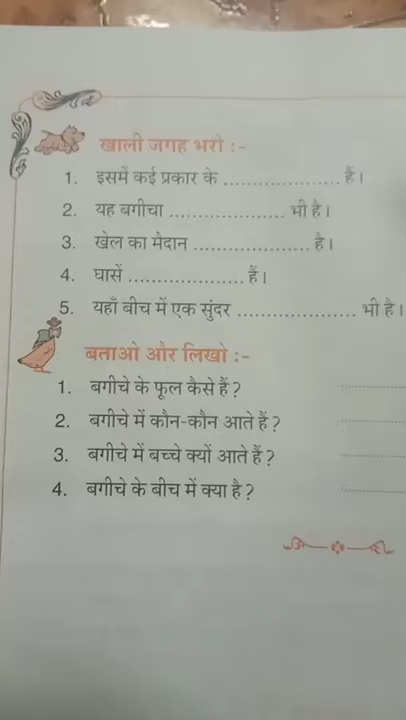 खाली जगह भरो :-
1. इसमें कई प्रकार के .................... हैं।
2. यह बगीचा .................... भी है।
3. खेल का मैदान .................... है।
4. घासें .................... हैं।
5. यहाँ बीच में एक सुंदर .................... भी है।
बताओ और लिखो :-
1. बगीचे के फूल कैसे हैं? ............
2. बगीचे में कौन-कौन आते हैं? ............
3. बगीचे में बच्चे क्यों आते हैं? ............
4. बगीचे के बीच में क्या है? ............